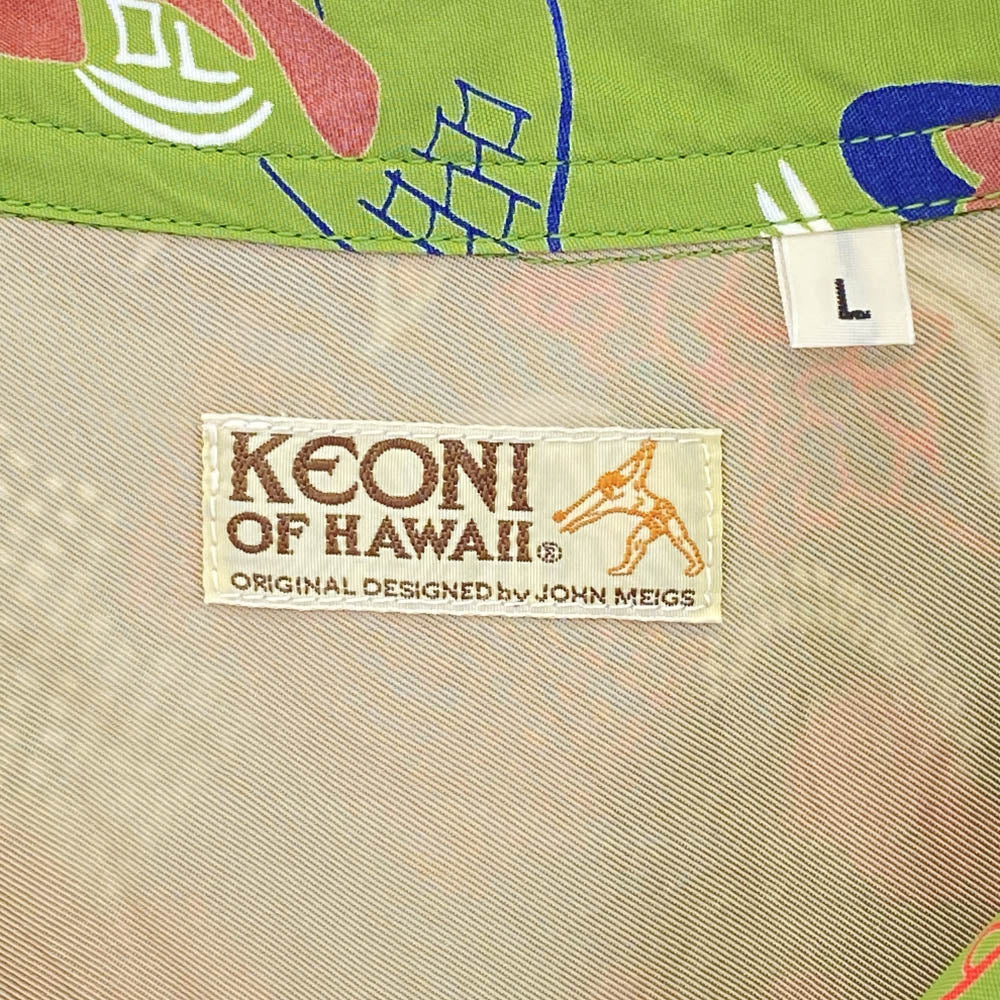 L
KEONI
OF HAWAII®
ORIGINAL DESIGNED by JOHN MEIGS